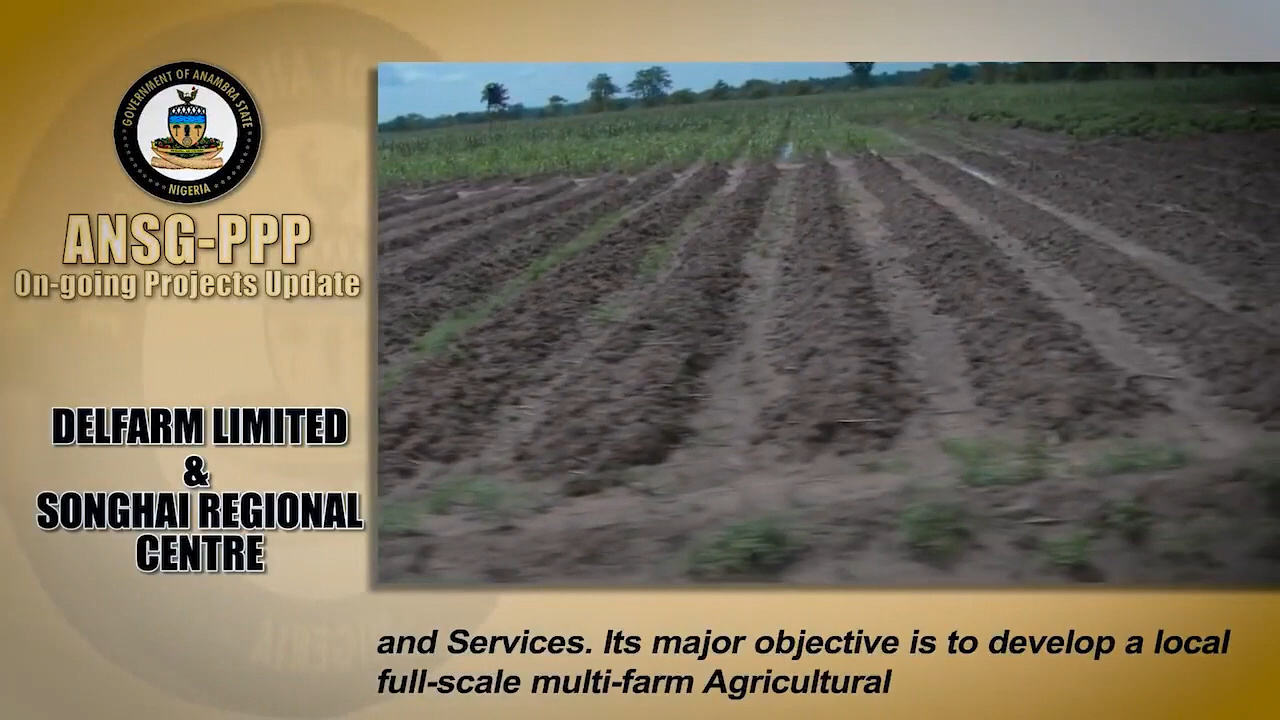 GOVERNMENT OF ANAMBRA STATE
NIGERIA
ANSG-PPP
On-going Projects Update
DELFARM LIMITED
&
SONGHAI REGIONAL
CENTRE
and Services. Its major objective is to develop a local
full-scale multi-farm Agricultural